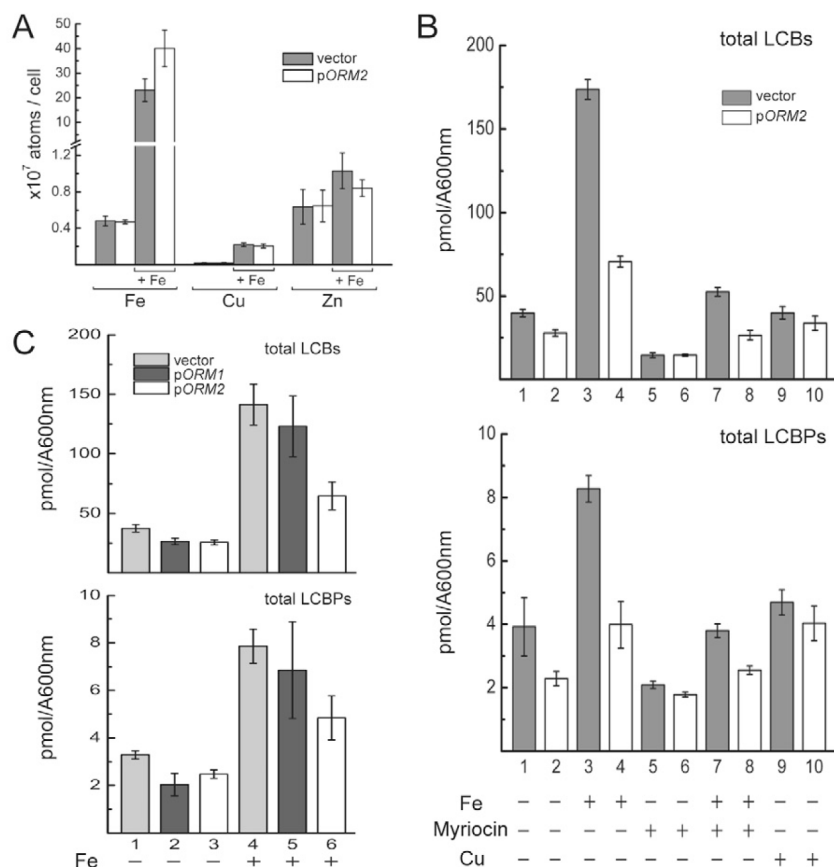 A
50
40
30
20
10
1.2
0.8
0.4
x10⁷ atoms / cell
vector
pORM2
+ Fe
+ Fe
+ Fe
Fe
Cu
Zn
B
total LCBs
200
150
100
50
pmol/A600nm
vector
pORM2
1 2 3 4 5 6 7 8 9 10
total LCBPs
10
8
6
4
2
pmol/A600nm
1 2 3 4 5 6 7 8 9 10
Fe − − + + − − + + − −
Myriocin − − − − + + + + − −
Cu − − − − − − − − + +
C
total LCBs
200
150
100
50
pmol/A600nm
vector
pORM1
pORM2
total LCBPs
10
8
6
4
2
pmol/A600nm
1 2 3 4 5 6
Fe − − − + + +